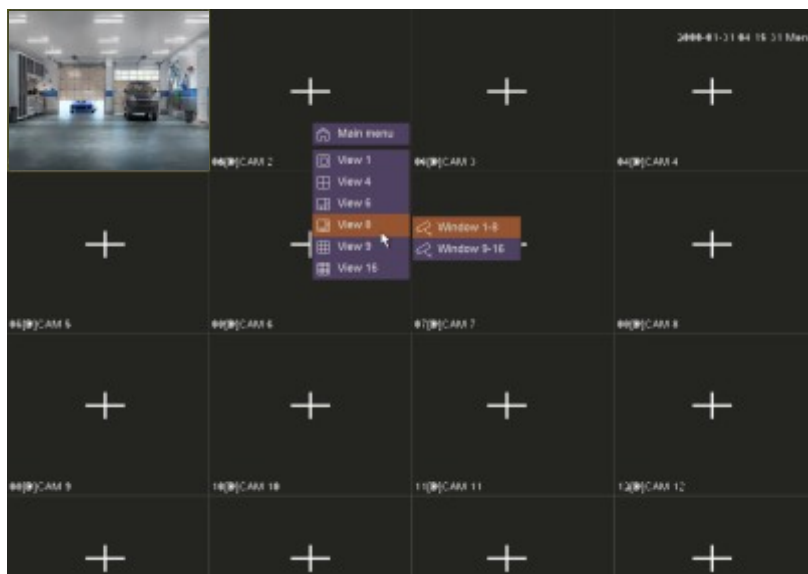 Main menu
CAM 2
CAM 3
CAM 4
View 1
View 4
View 6
View 8
Window 1-8
View 9
Window 9-16
View 16
CAM 5
CAM 6
CAM 7
CAM 8
CAM 9
CAM 10
CAM 11
CAM 12